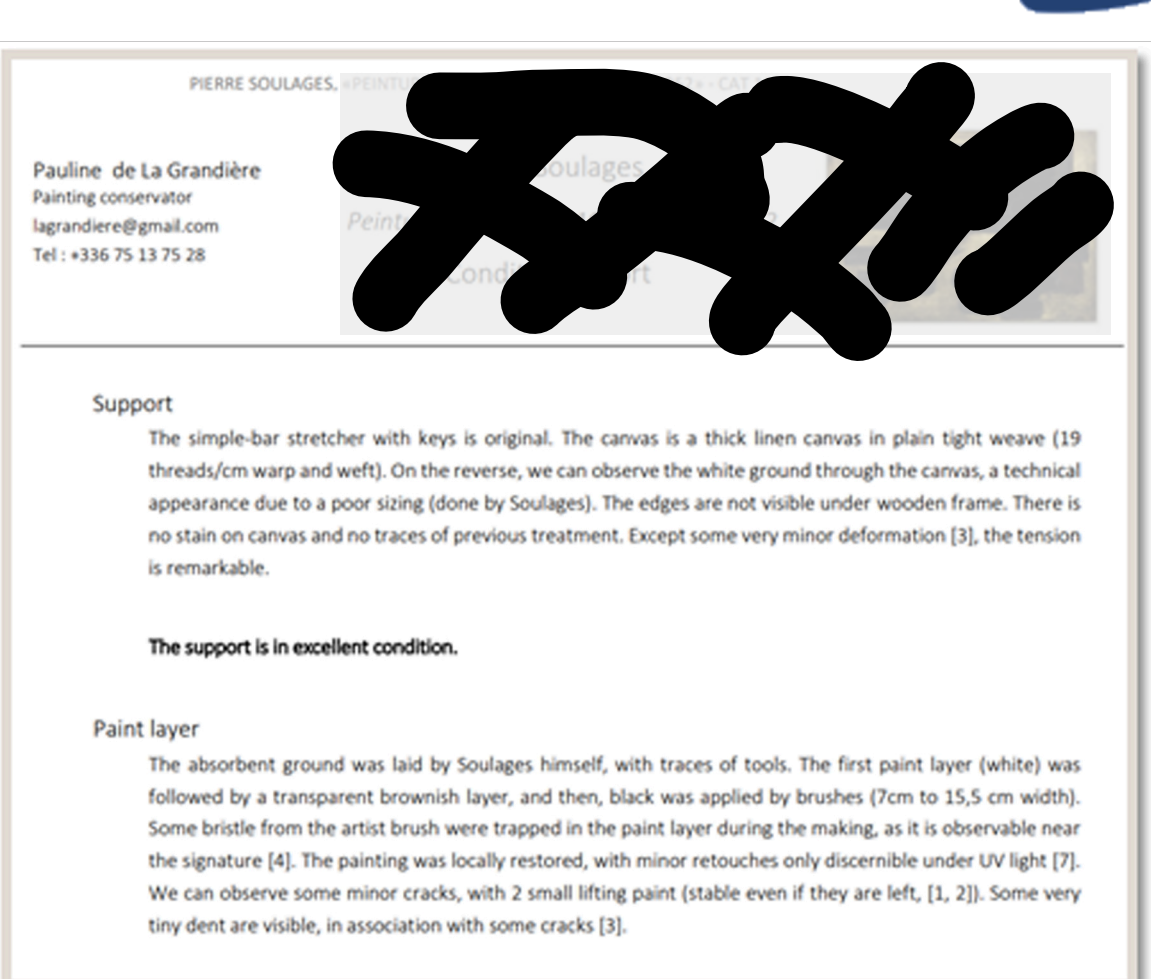 PIERRE SOULAGES, «PEINTU - CAT
Pauline de La Grandière
Painting conservator
lagrandiere@gmail.com
Tel : +336 75 13 75 28
Support
The simple-bar stretcher with keys is original. The canvas is a thick linen canvas in plain tight weave (19
threads/cm warp and weft). On the reverse, we can observe the white ground through the canvas, a technical
appearance due to a poor sizing (done by Soulages). The edges are not visible under wooden frame. There is
no stain on canvas and no traces of previous treatment. Except some very minor deformation [3], the tension
is remarkable.
The support is in excellent condition.
Paint layer
The absorbent ground was laid by Soulages himself, with traces of tools. The first paint layer (white) was
followed by a transparent brownish layer, and then, black was applied by brushes (7cm to 15,5 cm width).
Some bristle from the artist brush were trapped in the paint layer during the making, as it is observable near
the signature [4]. The painting was locally restored, with minor retouches only discernible under UV light [7].
We can observe some minor cracks, with 2 small lifting paint (stable even if they are left, [1, 2]). Some very
tiny dent are visible, in association with some cracks [3].